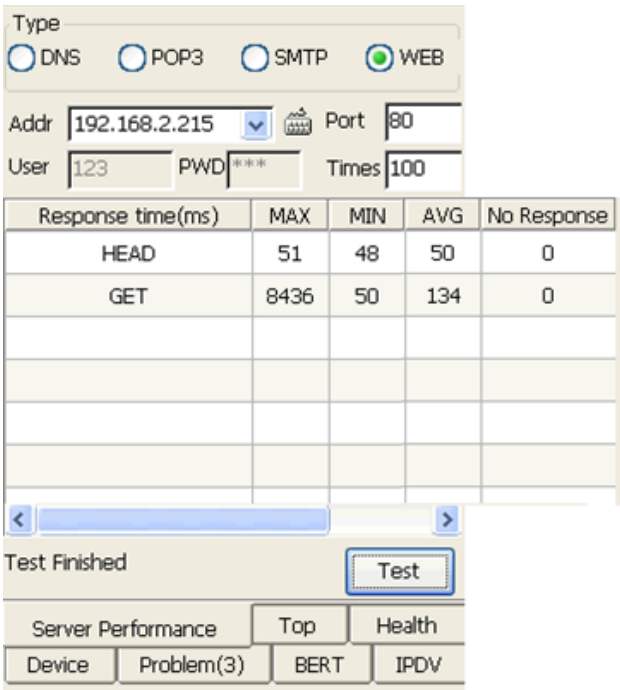 Type
DNS POP3 SMTP WEB
Addr 192.168.2.215 Port 80
User 123 PWD *** Times 100
Response time(ms) MAX MIN AVG No Response
HEAD 51 48 50 0
GET 8436 50 134 0
Test Finished Test
Server Performance Top Health
Device Problem(3) BERT IPDV